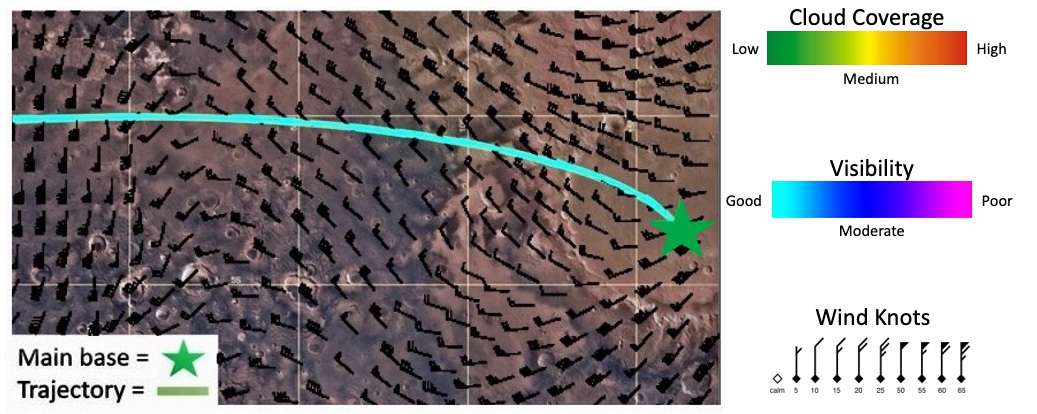 Cloud Coverage
Low
High
Medium
Visibility
Good
Poor
Moderate
Wind Knots
calm 5 10 15 20 25 50 55 60 65
5S
Main base =
Trajectory =